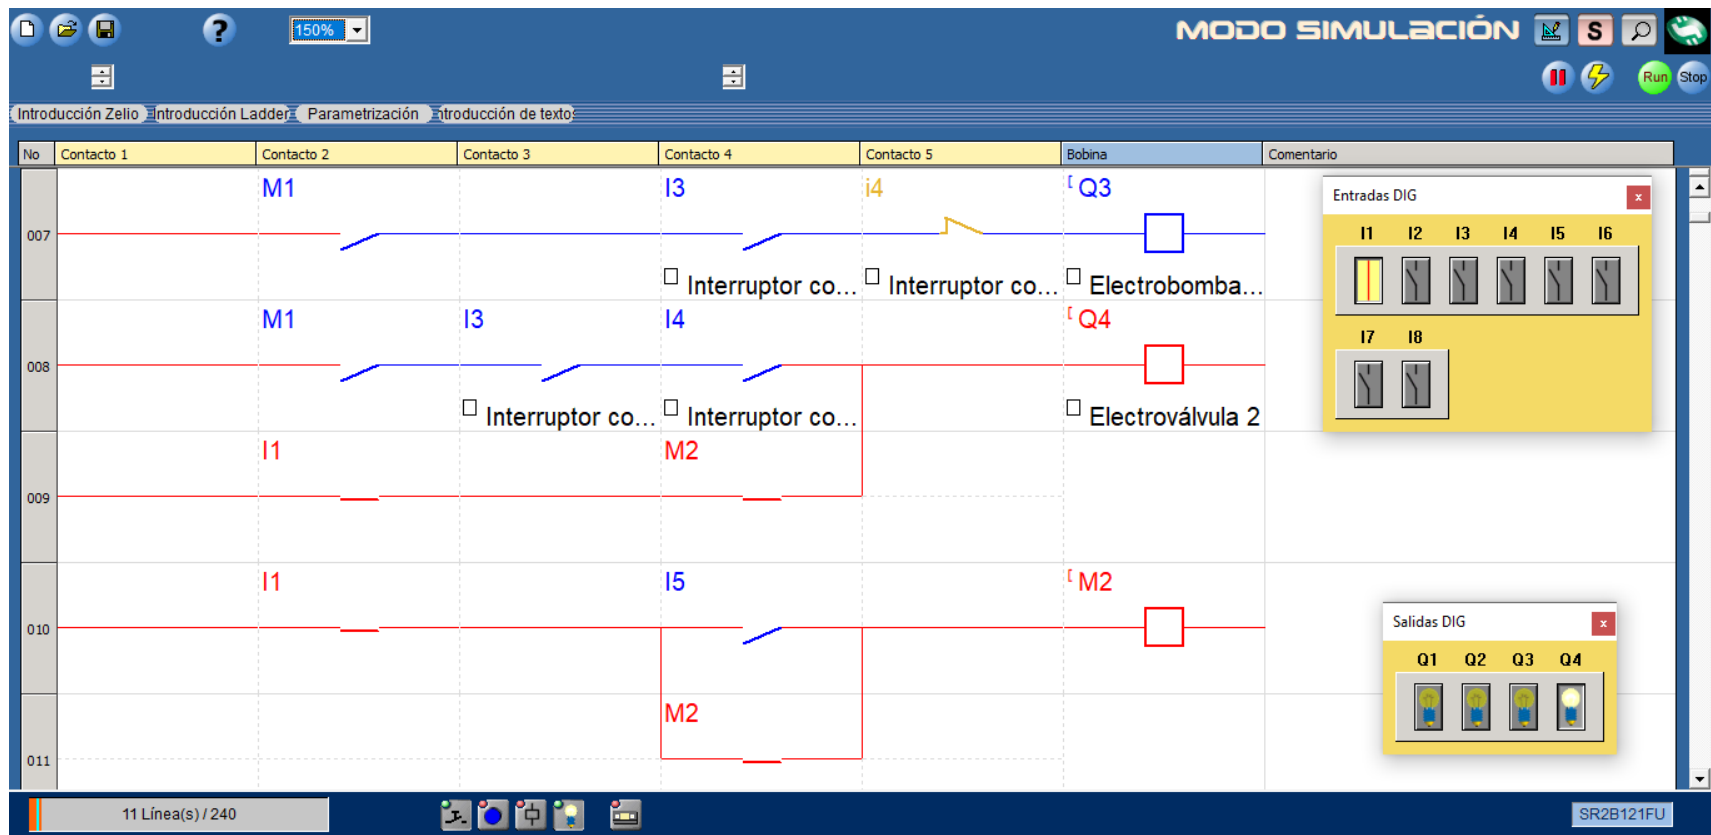 ? 150% MODO SIMULACIÓN S
Run Stop
Introducción Zelio Introducción Ladder Parametrización ntroducción de textos
No Contacto 1 Contacto 2 Contacto 3 Contacto 4 Contacto 5 Bobina Comentario
M1 I3 i4 [ Q3
007
Interruptor co... Interruptor co... Electrobomba...
M1 I3 I4 [ Q4
008
Interruptor co... Interruptor co... Electroválvula 2
I1 M2
009
I1 I5 [ M2
010
M2
011
Entradas DIG x
I1 I2 I3 I4 I5 I6
I7 I8
Salidas DIG x
Q1 Q2 Q3 Q4
11 Línea(s) / 240 SR2B121FU